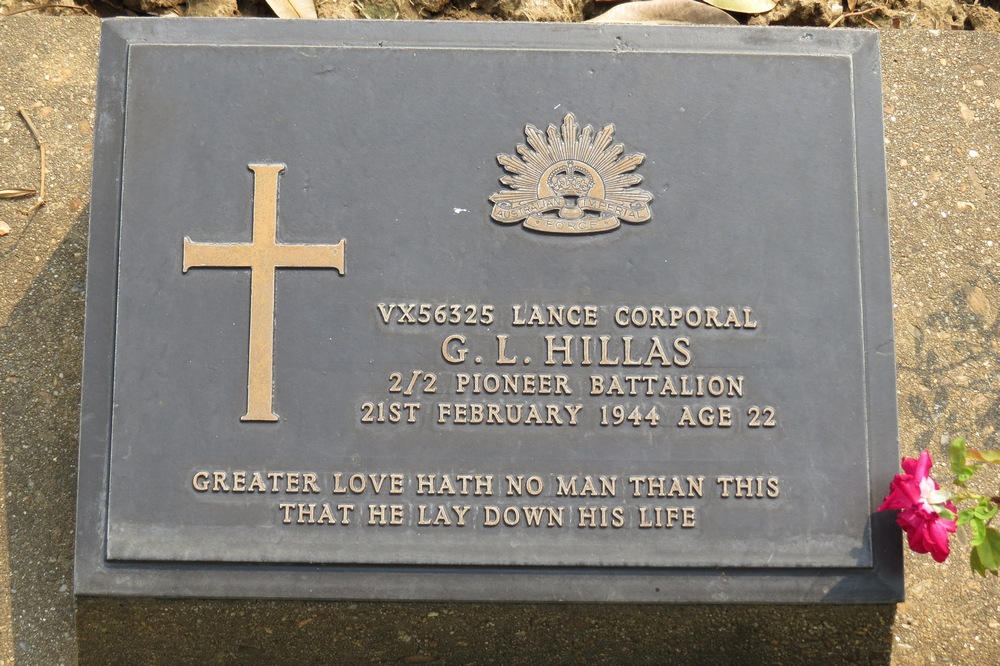 AUSTRALIAN IMPERIAL
FORCE
VX56325 LANCE CORPORAL
G. L. HILLAS
2/2 PIONEER BATTALION
21ST FEBRUARY 1944 AGE 22
GREATER LOVE HATH NO MAN THAN THIS
THAT HE LAY DOWN HIS LIFE